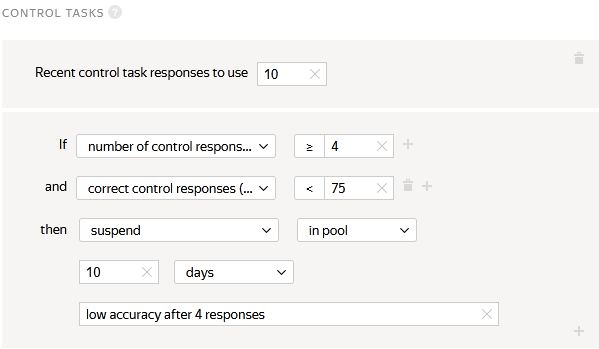 CONTROL TASKS ?
Recent control task responses to use 10
If number of control respons... ≥ 4
and correct control responses (... < 75
then suspend in pool
10 days
low accuracy after 4 responses